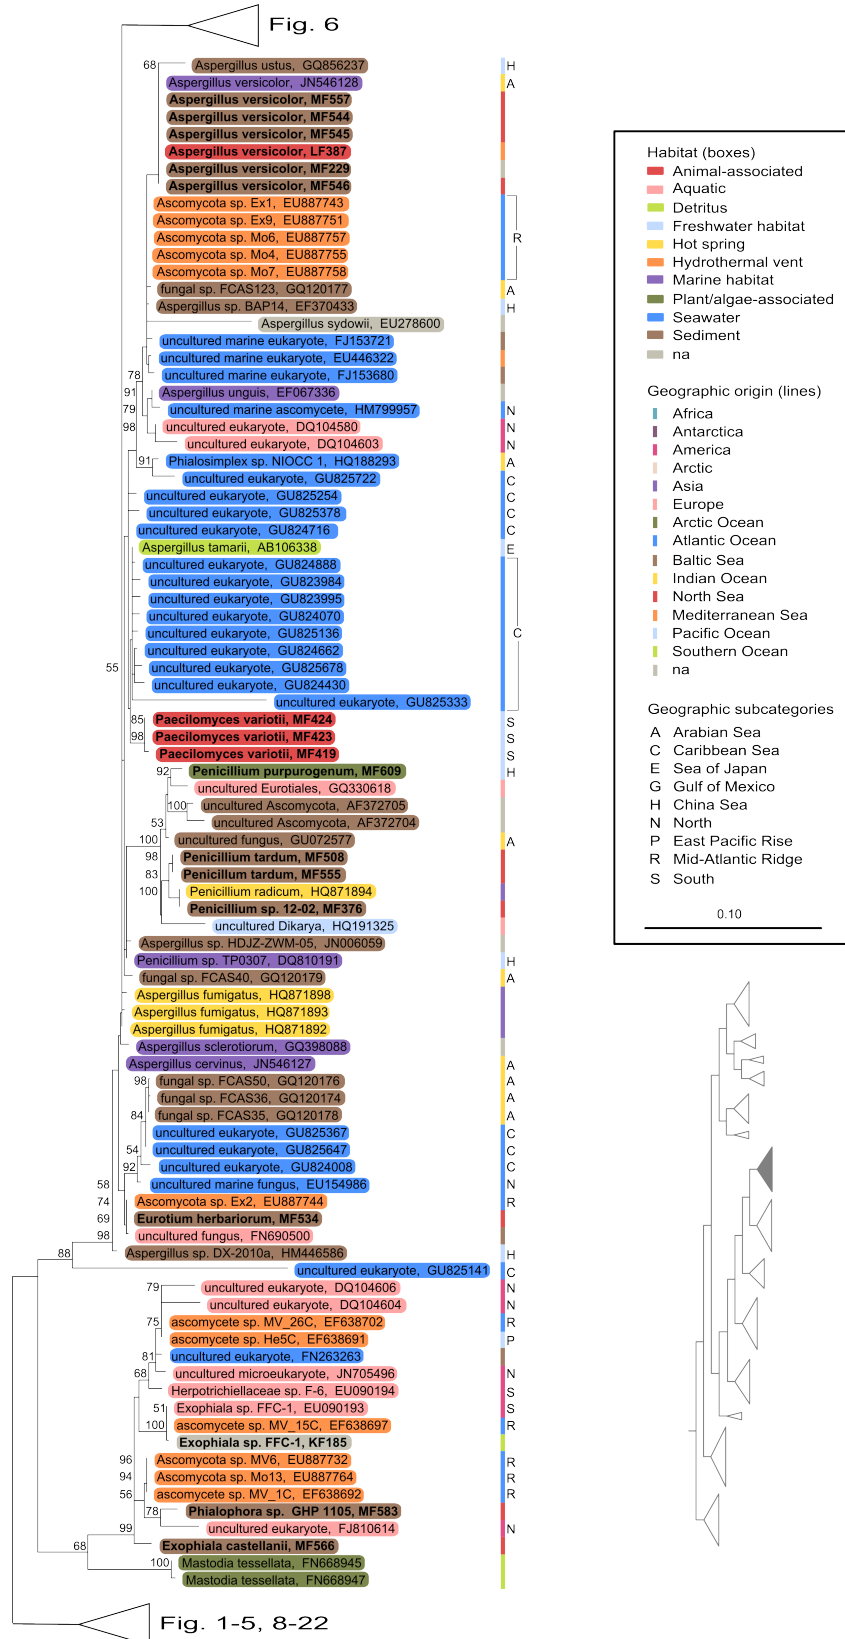 Fig. 6
68
Aspergillus ustus, GQ856237
H
Aspergillus versicolor, JN546128
A
Aspergillus versicolor, MF557
Aspergillus versicolor, MF544
Aspergillus versicolor, MF545
Aspergillus versicolor, LF387
Aspergillus versicolor, MF229
Aspergillus versicolor, MF546
Ascomycota sp. Ex1, EU887743
Ascomycota sp. Ex9, EU887751
Ascomycota sp. Mo6, EU887757
R
Ascomycota sp. Mo4, EU887755
Ascomycota sp. Mo7, EU887758
fungal sp. FCAS123, GQ120177
A
Aspergillus sp. BAP14, EF370433
H
Aspergillus sydowii, EU278600
uncultured marine eukaryote, FJ153721
uncultured marine eukaryote, EU446322
78
uncultured marine eukaryote, FJ153680
91
Aspergillus unguis, EF067336
79
uncultured marine ascomycete, HM799957
N
98
uncultured eukaryote, DQ104580
N
uncultured eukaryote, DQ104603
N
91
Phialosimplex sp. NIOCC 1, HQ188293
A
uncultured eukaryote, GU825722
C
uncultured eukaryote, GU825254
C
uncultured eukaryote, GU825378
C
uncultured eukaryote, GU824716
C
Aspergillus tamarii, AB106338
E
uncultured eukaryote, GU824888
uncultured eukaryote, GU823984
uncultured eukaryote, GU823995
uncultured eukaryote, GU824070
uncultured eukaryote, GU825136
C
uncultured eukaryote, GU824662
55
uncultured eukaryote, GU825678
uncultured eukaryote, GU824430
uncultured eukaryote, GU825333
85
Paecilomyces variotii, MF424
S
98
Paecilomyces variotii, MF423
S
Paecilomyces variotii, MF419
S
92
Penicillium purpurogenum, MF609
H
uncultured Eurotiales, GQ330618
100
uncultured Ascomycota, AF372705
53
uncultured Ascomycota, AF372704
100
uncultured fungus, GU072577
A
98
Penicillium tardum, MF508
83
Penicillium tardum, MF555
100
Penicillium radicum, HQ871894
Penicillium sp. 12-02, MF376
uncultured Dikarya, HQ191325
Aspergillus sp. HDJZ-ZWM-05, JN006059
Penicillium sp. TP0307, DQ810191
H
fungal sp. FCAS40, GQ120179
A
Aspergillus fumigatus, HQ871898
Aspergillus fumigatus, HQ871893
Aspergillus fumigatus, HQ871892
Aspergillus sclerotiorum, GQ398088
Aspergillus cervinus, JN546127
A
98
fungal sp. FCAS50, GQ120176
A
fungal sp. FCAS36, GQ120174
A
84
fungal sp. FCAS35, GQ120178
A
uncultured eukaryote, GU825367
C
54
uncultured eukaryote, GU825647
C
92
uncultured eukaryote, GU824008
C
58
uncultured marine fungus, EU154986
N
74
Ascomycota sp. Ex2, EU887744
R
69
Eurotium herbariorum, MF534
98
uncultured fungus, FN690500
88
Aspergillus sp. DX-2010a, HM446586
H
uncultured eukaryote, GU825141
C
79
uncultured eukaryote, DQ104606
N
uncultured eukaryote, DQ104604
N
75
ascomycete sp. MV_26C, EF638702
R
ascomycete sp. He5C, EF638691
P
81
uncultured eukaryote, FN263263
68
uncultured microeukaryote, JN705496
N
Herpotrichiellaceae sp. F-6, EU090194
S
51
Exophiala sp. FFC-1, EU090193
S
100
ascomycete sp. MV_15C, EF638697
R
Exophiala sp. FFC-1, KF185
96
Ascomycota sp. MV6, EU887732
R
94
Ascomycota sp. Mo13, EU887764
R
56
ascomycete sp. MV_1C, EF638692
R
78
Phialophora sp. GHP 1105, MF583
99
uncultured eukaryote, FJ810614
N
68
Exophiala castellanii, MF566
100
Mastodia tessellata, FN668945
Mastodia tessellata, FN668947
Fig. 1-5, 8-22
Habitat (boxes)
Animal-associated
Aquatic
Detritus
Freshwater habitat
Hot spring
Hydrothermal vent
Marine habitat
Plant/algae-associated
Seawater
Sediment
na
Geographic origin (lines)
Africa
Antarctica
America
Arctic
Asia
Europe
Arctic Ocean
Atlantic Ocean
Baltic Sea
Indian Ocean
North Sea
Mediterranean Sea
Pacific Ocean
Southern Ocean
na
Geographic subcategories
A Arabian Sea
C Caribbean Sea
E Sea of Japan
G Gulf of Mexico
H China Sea
N North
P East Pacific Rise
R Mid-Atlantic Ridge
S South
0.10